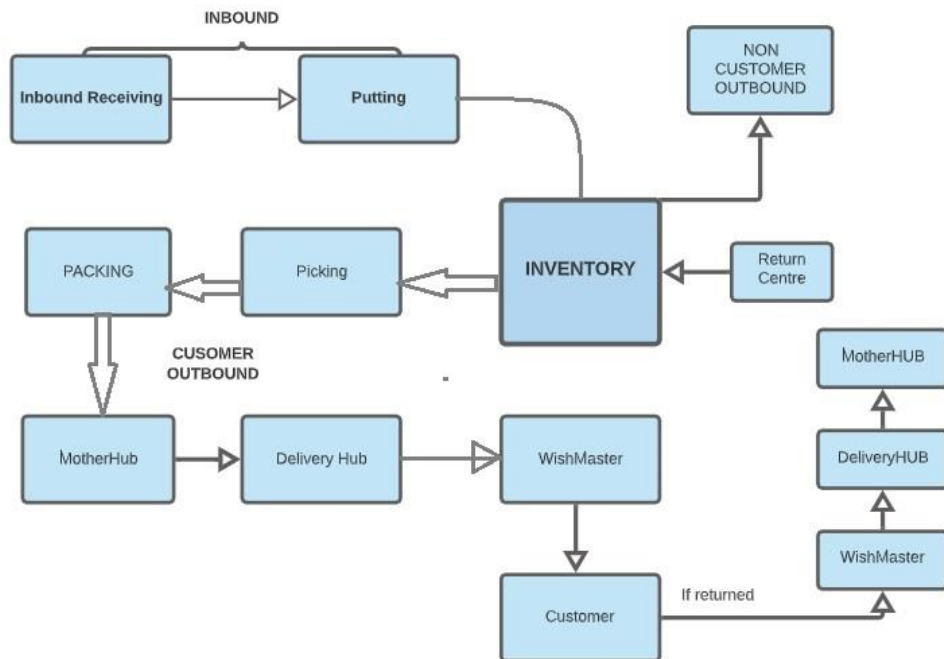 INBOUND
Inbound Receiving
Putting
NON
CUSTOMER
OUTBOUND
INVENTORY
Return
Centre
PACKING
Picking
CUSOMER
OUTBOUND
MotherHub
Delivery Hub
WishMaster
Customer
If returned
MotherHUB
DeliveryHUB
WishMaster